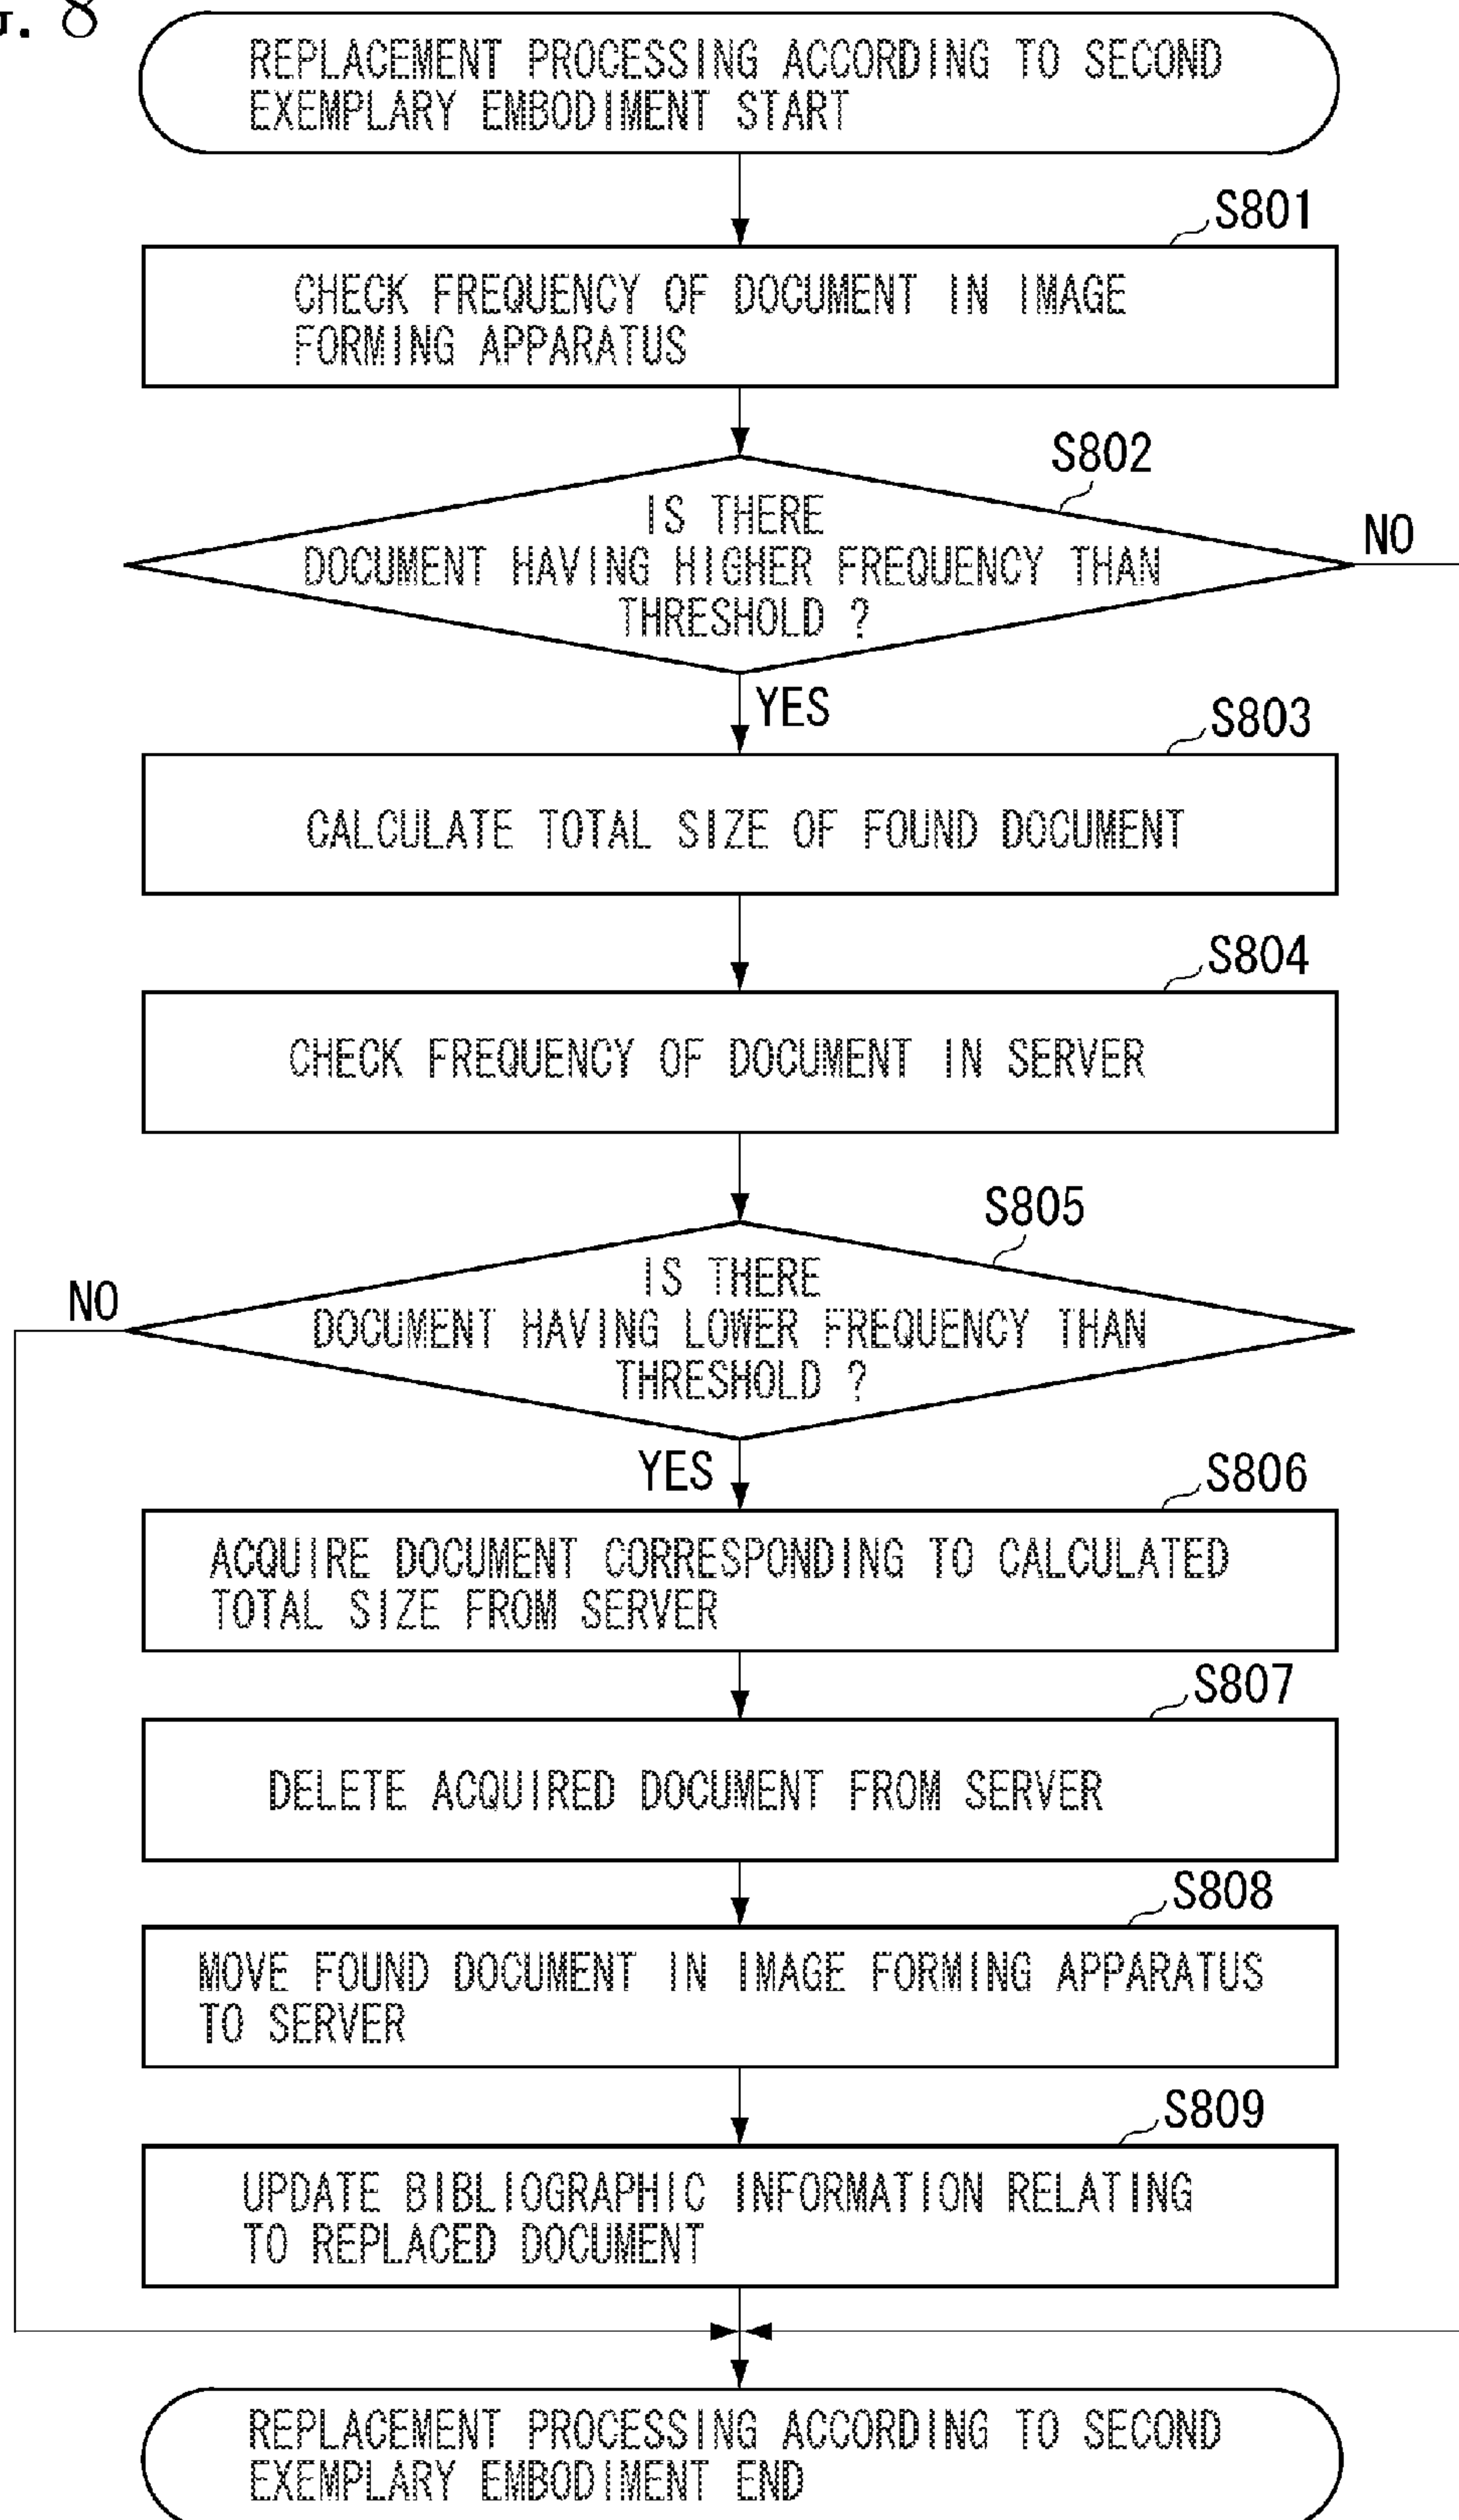 . 8
REPLACEMENT PROCESSING ACCORDING TO SECOND
EXEMPLARY EMBODIMENT START
S801
CHECK FREQUENCY OF DOCUMENT IN IMAGE
FORMING APPARATUS
S802
IS THERE
DOCUMENT HAVING HIGHER FREQUENCY THAN
THRESHOLD ?
NO
YES
S803
CALCULATE TOTAL SIZE OF FOUND DOCUMENT
S804
CHECK FREQUENCY OF DOCUMENT IN SERVER
S805
IS THERE
DOCUMENT HAVING LOWER FREQUENCY THAN
THRESHOLD ?
NO
YES
S806
ACQUIRE DOCUMENT CORRESPONDING TO CALCULATED
TOTAL SIZE FROM SERVER
S807
DELETE ACQUIRED DOCUMENT FROM SERVER
S808
MOVE FOUND DOCUMENT IN IMAGE FORMING APPARATUS
TO SERVER
S809
UPDATE BIBLIOGRAPHIC INFORMATION RELATING
TO REPLACED DOCUMENT
REPLACEMENT PROCESSING ACCORDING TO SECOND
EXEMPLARY EMBODIMENT END